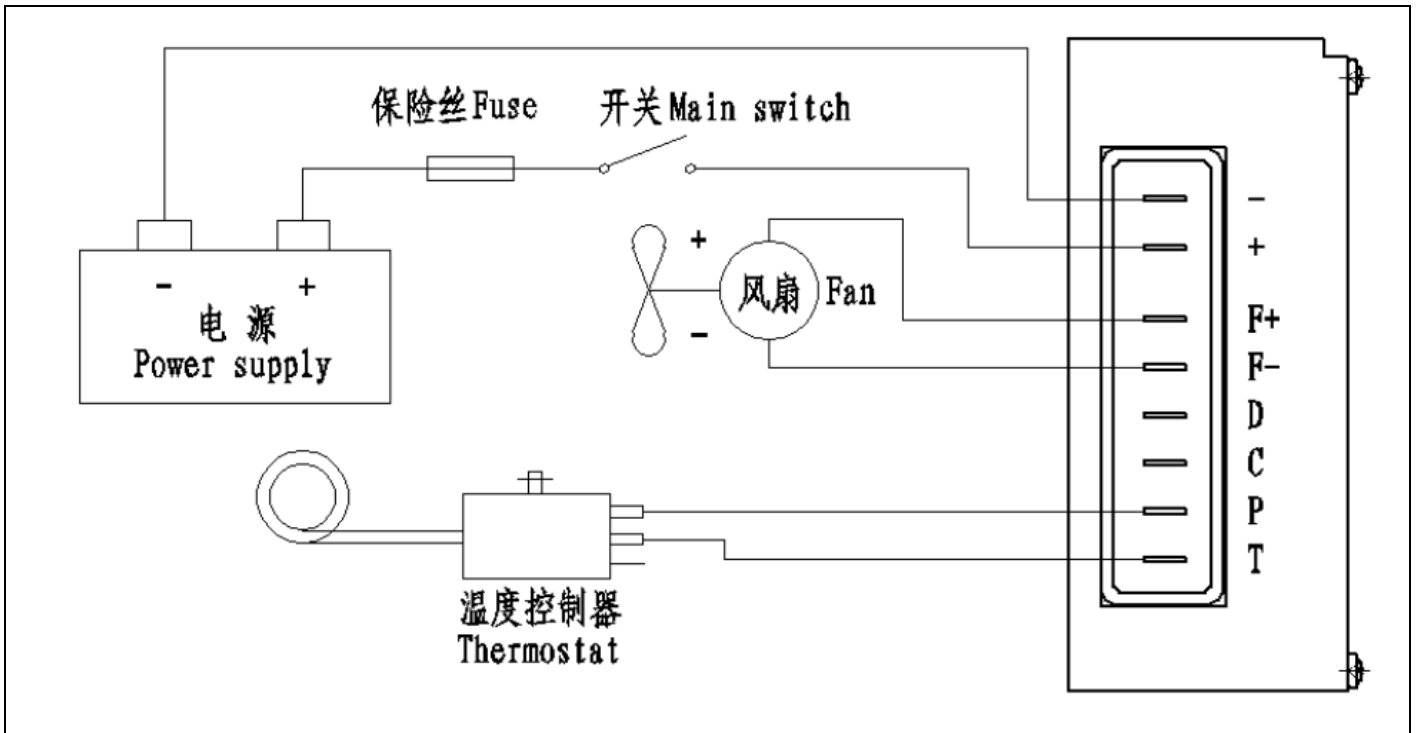 保险丝Fuse
开关Main switch
-
+
- +
电 源
Power supply
+
-
风扇 Fan
F+
F-
D
C
P
T
温度控制器
Thermostat